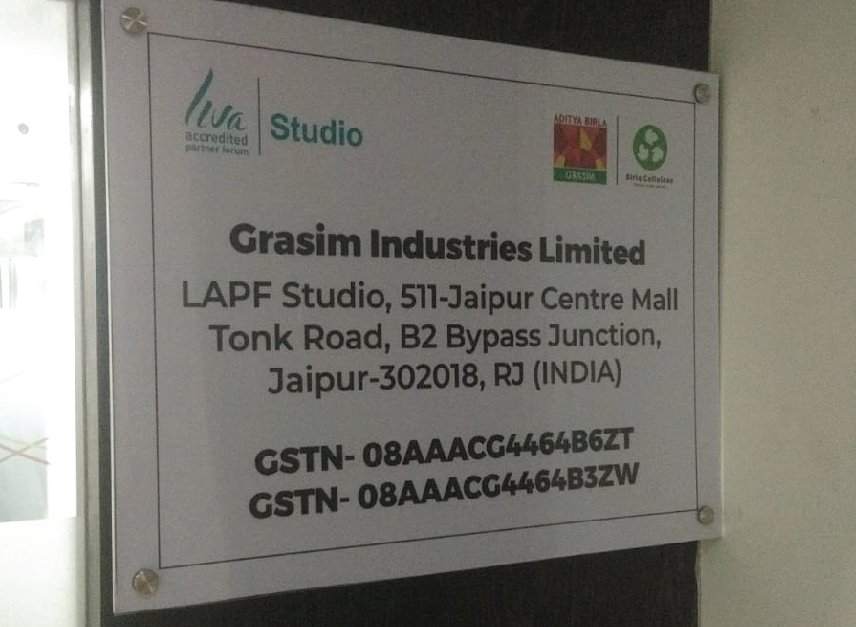 Liva
accredited
partner forum
Studio
ADITYA BIRLA
GRASIM
Birla Cellulose
Grasim Industries Limited
LAPF Studio, 511-Jaipur Centre Mall
Tonk Road, B2 Bypass Junction,
Jaipur-302018, RJ (INDIA)
GSTN- 08AAACG4464B6ZT
GSTN- 08AAACG4464B3ZW